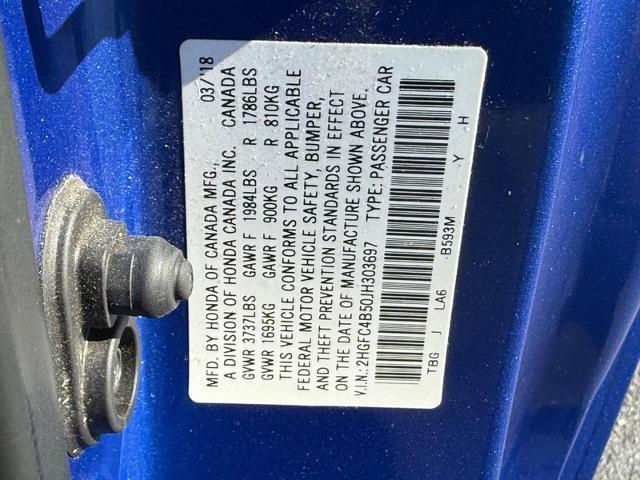 MFD. BY HONDA OF CANADA MFG., 03/'18
A DIVISION OF HONDA CANADA INC. CANADA
GVWR 3737LBS GAWR F 1984LBS R 1786LBS
GVWR 1695KG GAWR F 900KG R 810KG
THIS VEHICLE CONFORMS TO ALL APPLICABLE
FEDERAL MOTOR VEHICLE SAFETY, BUMPER,
AND THEFT PREVENTION STANDARDS IN EFFECT
ON THE DATE OF MANUFACTURE SHOWN ABOVE.
V.I.N.:2HGFC4B50JH303697 TYPE:PASSENGER CAR
TBG J LA6 -B593M Y H